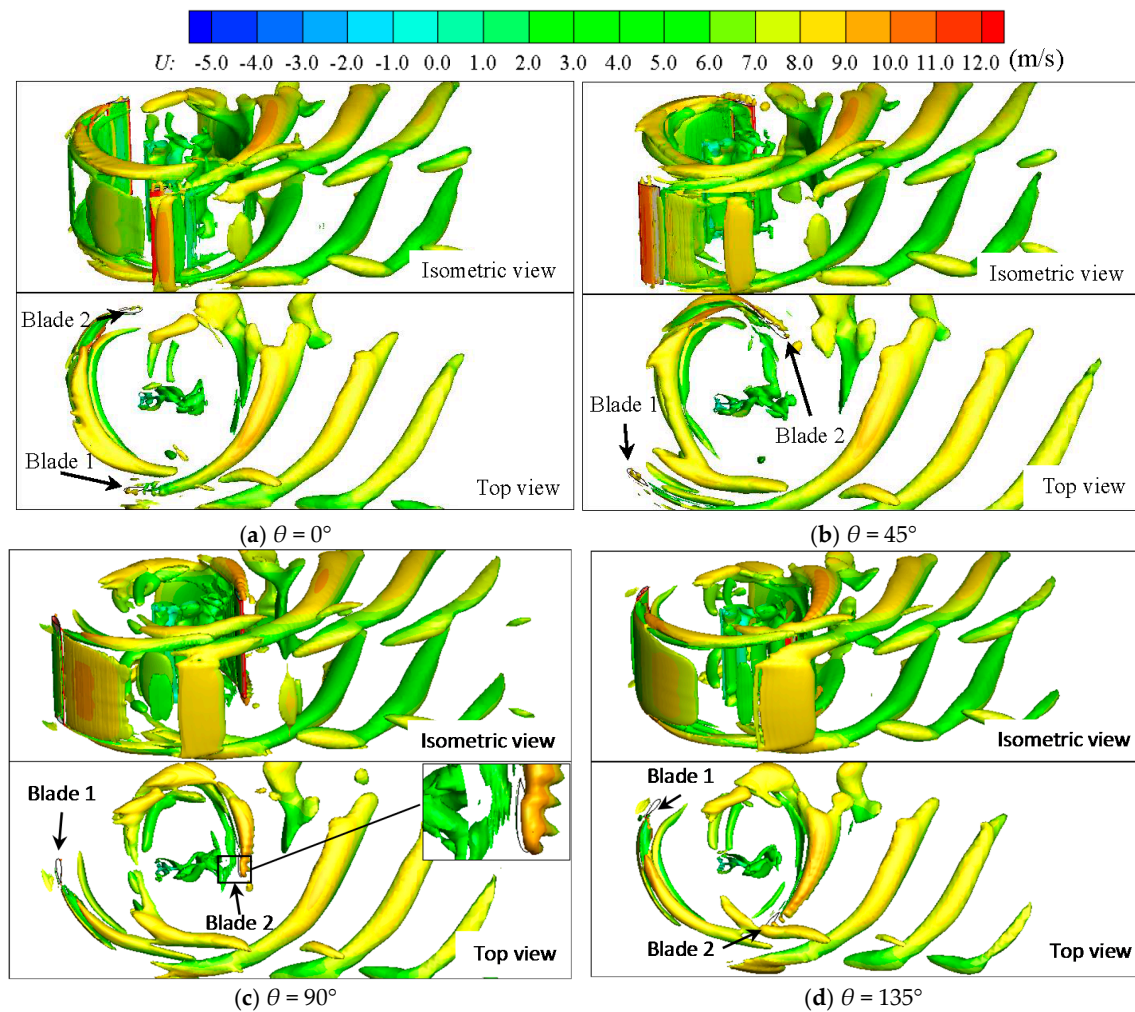 U: -5.0 -4.0 -3.0 -2.0 -1.0 0.0 1.0 2.0 3.0 4.0 5.0 6.0 7.0 8.0 9.0 10.0 11.0 12.0 (m/s)
Isometric view
Isometric view
Blade 2
Blade 1
Top view
Blade 1
Blade 2
Top view
(a) θ = 0°
(b) θ = 45°
Isometric view
Isometric view
Blade 1
Blade 2
Top view
Blade 1
Blade 2
Top view
(c) θ = 90°
(d) θ = 135°